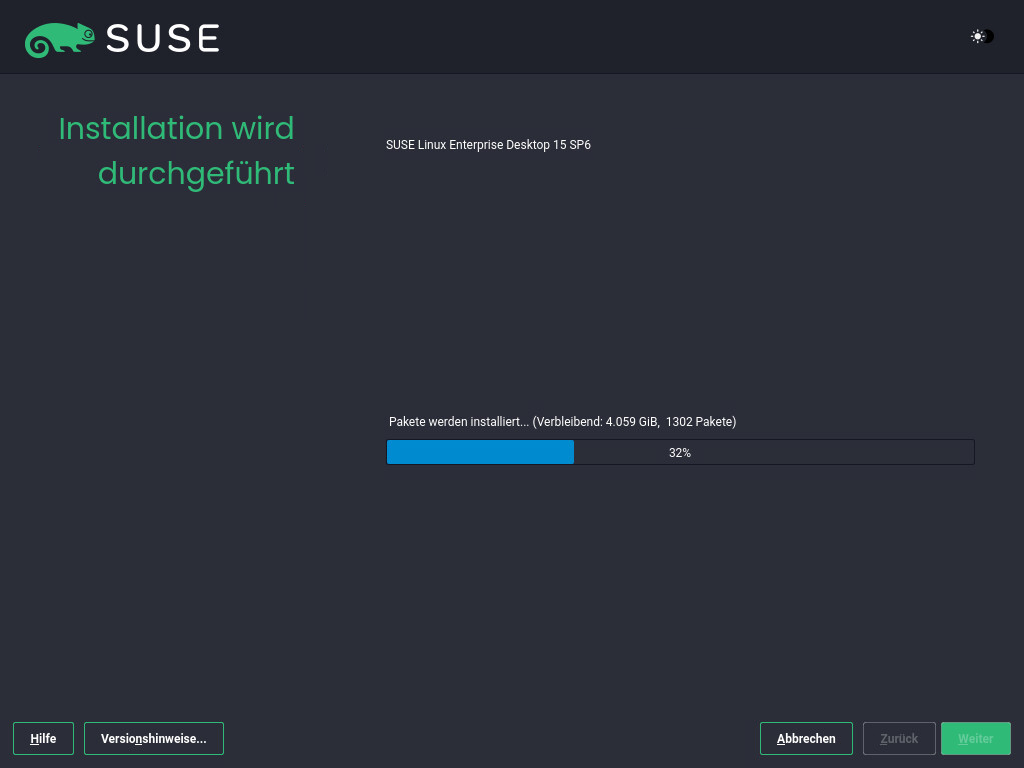 SUSE
Installation wird
durchgeführt
SUSE Linux Enterprise Desktop 15 SP6
Pakete werden installiert... (Verbleibend: 4.059 GiB,  1302 Pakete)
32%
Hilfe
Versionshinweise...
Abbrechen
Zurück
Weiter